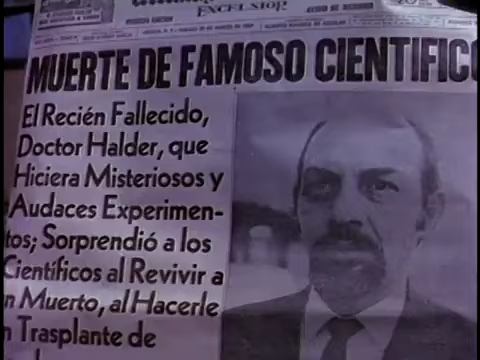 EXCELSIOR
MUERTE DE FAMOSO CIENTIFICO
El Recién Fallecido,
Doctor Halder, que
Hiciera Misteriosos y
Audaces Experimen-
tos; Sorprendió a los
Científicos al Revivir a
n Muerto, al Hacerle
n Trasplante de